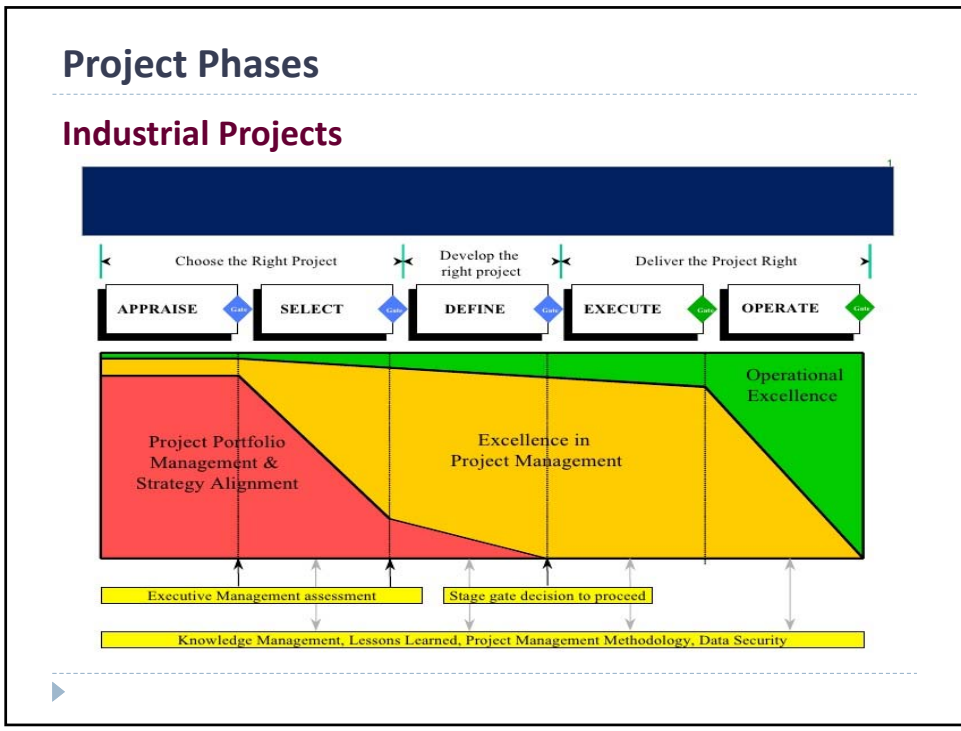 Project Phases
Industrial Projects
1
Choose the Right Project
Develop the
right project
Deliver the Project Right
APPRAISE
Gate
SELECT
Gate
DEFINE
Gate
EXECUTE
Gate
OPERATE
Gate
Operational
Excellence
Project Portfolio
Management &
Strategy Alignment
Excellence in
Project Management
Executive Management assessment
Stage gate decision to proceed
Knowledge Management, Lessons Learned, Project Management Methodology, Data Security